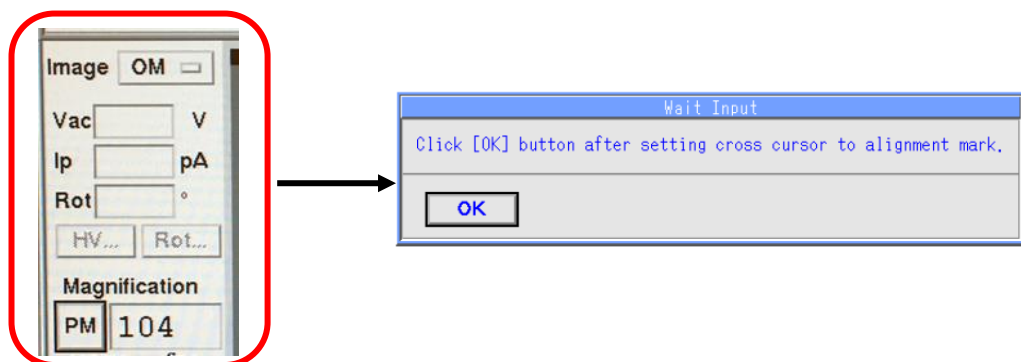 Image OM
Vac V
Ip pA
Rot °
HV... Rot...
Magnification
PM 104
Wait Input
Click [OK] button after setting cross cursor to alignment mark.
OK